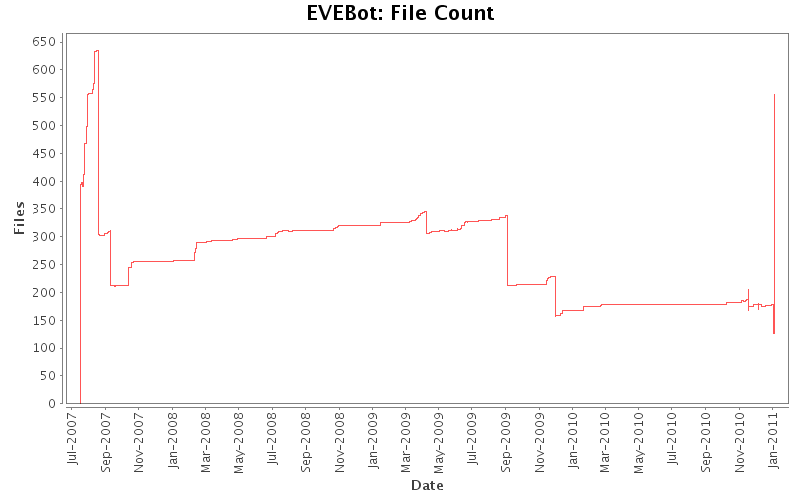 EVEBot: File Count
Files
650
600
550
500
450
400
350
300
250
200
150
100
50
0
Jul-2007
Sep-2007
Nov-2007
Jan-2008
Mar-2008
May-2008
Jul-2008
Sep-2008
Nov-2008
Jan-2009
Mar-2009
May-2009
Jul-2009
Sep-2009
Nov-2009
Jan-2010
Mar-2010
May-2010
Jul-2010
Sep-2010
Nov-2010
Jan-2011
Date